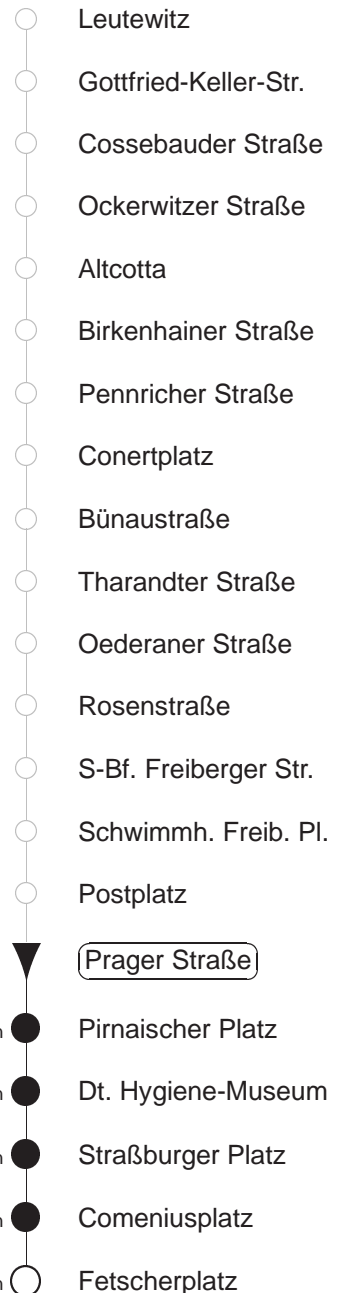 Leutewitz
Gottfried-Keller-Str.
Cossebauder Straße
Ockerwitzer Straße
Altcotta
Birkenhainer Straße
Pennricher Straße
Conertplatz
Bünaustraße
Tharandter Straße
Oederaner Straße
Rosenstraße
S-Bf. Freiberger Str.
Schwimmh. Freib. Pl.
Postplatz
Prager Straße
Pirnaischer Platz
Dt. Hygiene-Museum
Straßburger Platz
Comeniusplatz
Fetscherplatz